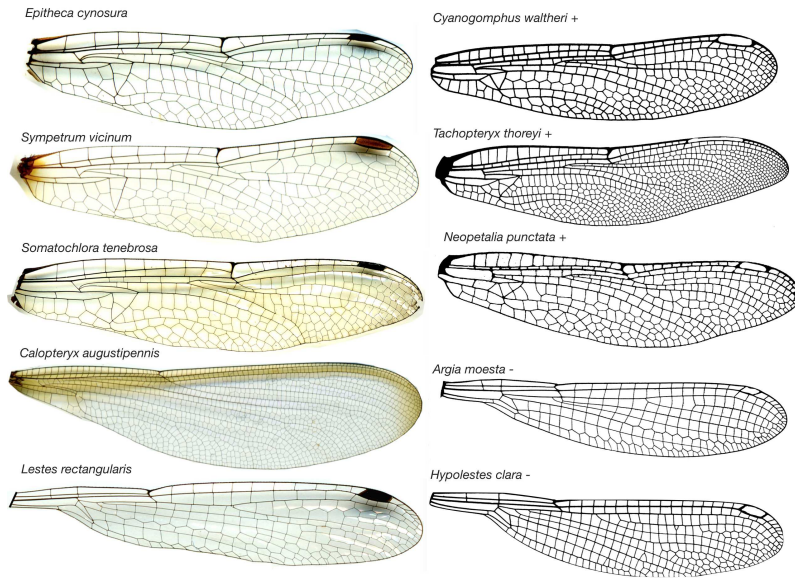 Epitheca cynosura
Sympetrum vicinum
Somatochlora tenebrosa
Calopteryx augustipennis
Lestes rectangularis
Cyanogomphus waltheri +
Tachopteryx thoreyi +
Neopetalia punctata +
Argia moesta -
Hypolestes clara -